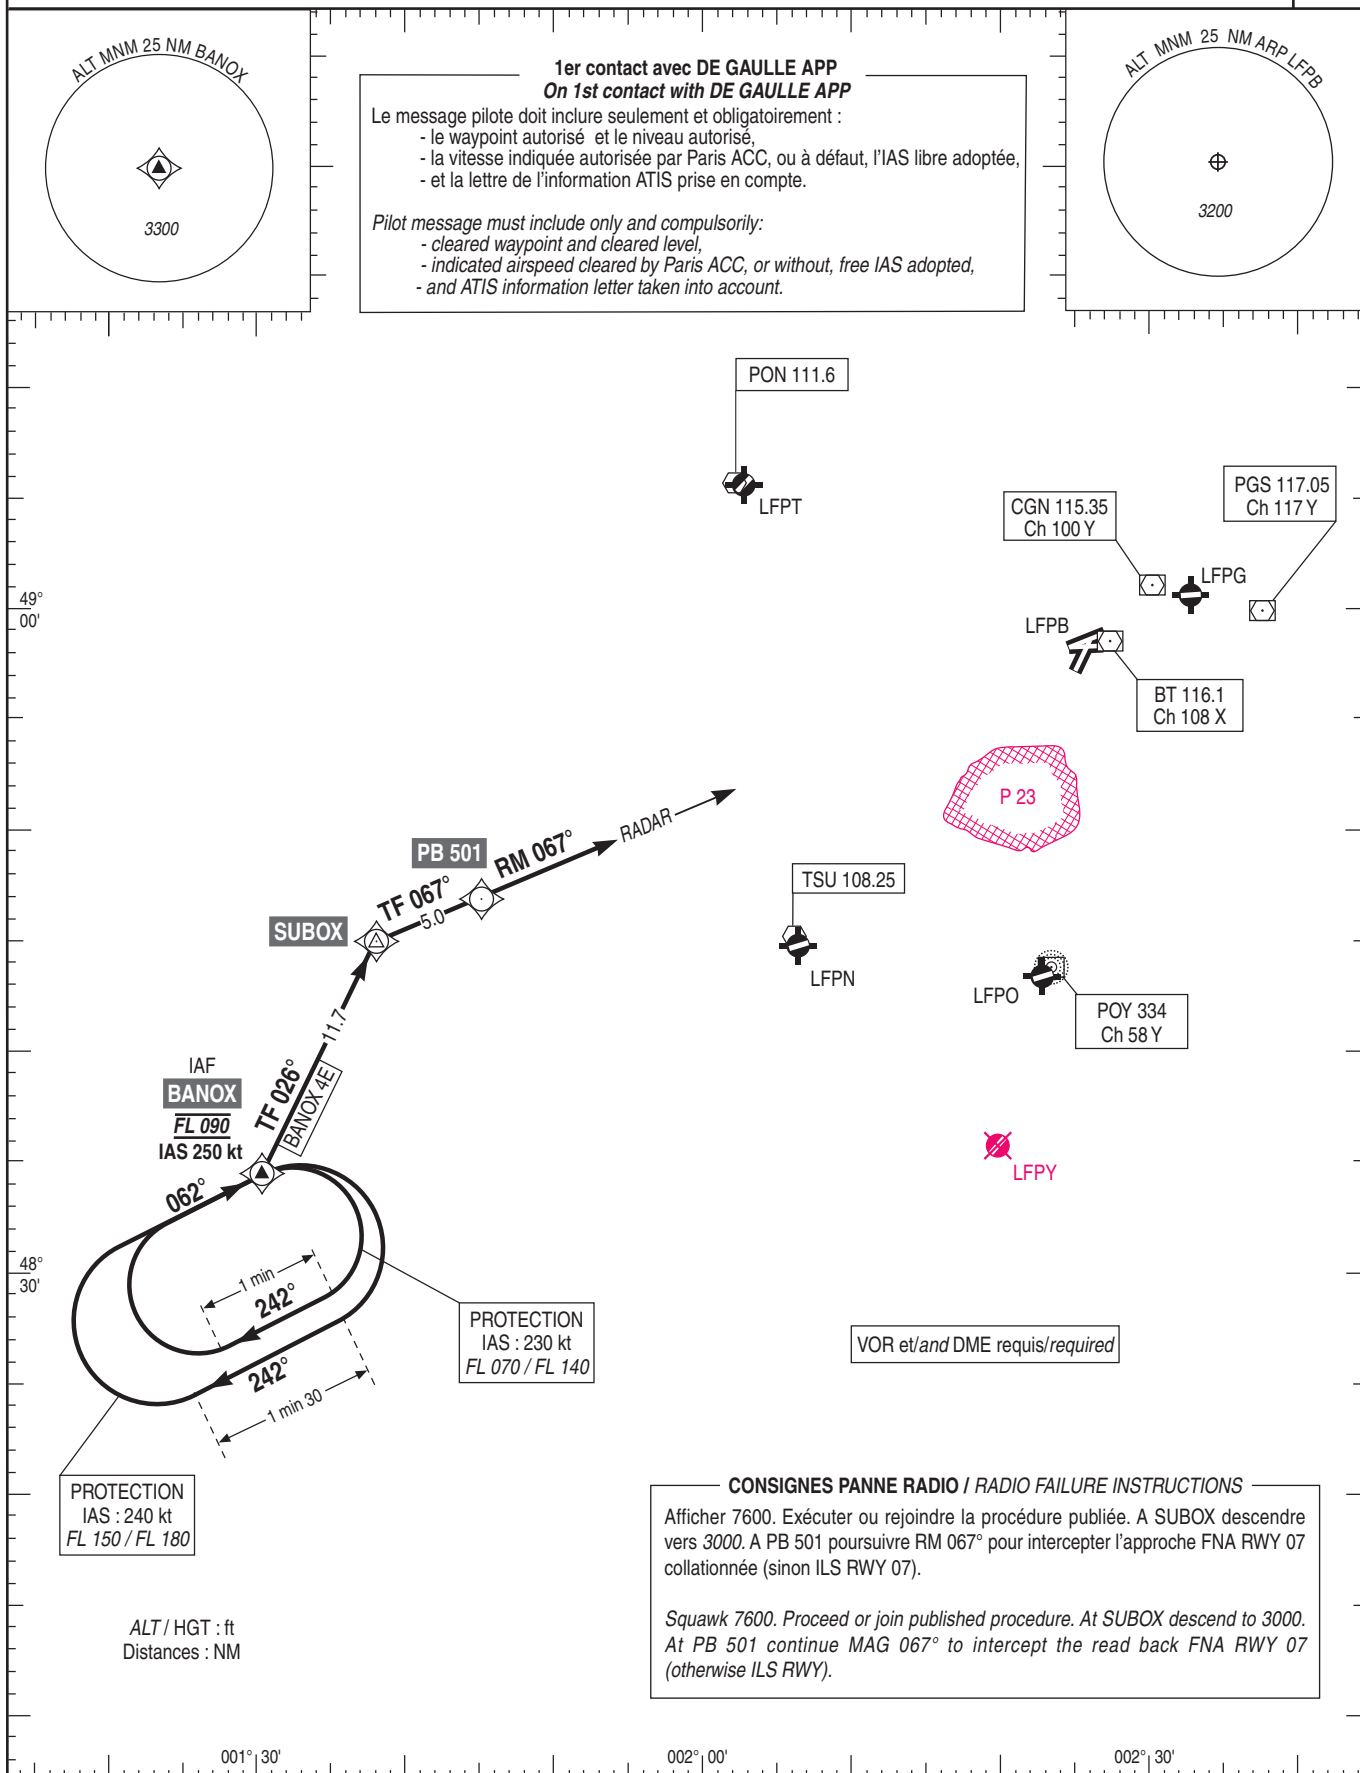 ALT MNM 25 NM BANOX
3300
1er contact avec DE GAULLE APP
On 1st contact with DE GAULLE APP
Le message pilote doit inclure seulement et obligatoirement :
- le waypoint autorisé et le niveau autorisé,
- la vitesse indiquée autorisée par Paris ACC, ou à défaut, l'IAS libre adoptée,
- et la lettre de l'information ATIS prise en compte.
Pilot message must include only and compulsorily:
- cleared waypoint and cleared level,
- indicated airspeed cleared by Paris ACC, or without, free IAS adopted,
- and ATIS information letter taken into account.
ALT MNM 25 NM ARP LFPB
3200
PON 111.6
LFPT
CGN 115.35
Ch 100 Y
PGS 117.05
Ch 117 Y
LFPG
49°
00'
LFPB
BT 116.1
Ch 108 X
P 23
RADAR
RM 067°
PB 501
TF 067°
5.0
SUBOX
TSU 108.25
LFPN
LFPO
POY 334
Ch 58 Y
11.7
TF 026°
BANOX 4E
IAF
BANOX
FL 090
IAS 250 kt
LFPY
062°
48°
30'
1 min
242°
242°
1 min 30
PROTECTION
IAS : 230 kt
FL 070 / FL 140
VOR et/and DME requis/required
PROTECTION
IAS : 240 kt
FL 150 / FL 180
CONSIGNES PANNE RADIO / RADIO FAILURE INSTRUCTIONS
Afficher 7600. Exécuter ou rejoindre la procédure publiée. A SUBOX descendre
vers 3000. A PB 501 poursuivre RM 067° pour intercepter l'approche FNA RWY 07
collationnée (sinon ILS RWY 07).
Squawk 7600. Proceed or join published procedure. At SUBOX descend to 3000.
At PB 501 continue MAG 067° to intercept the read back FNA RWY 07
(otherwise ILS RWY).
ALT / HGT : ft
Distances : NM
001° 30'
002° 00'
002° 30'